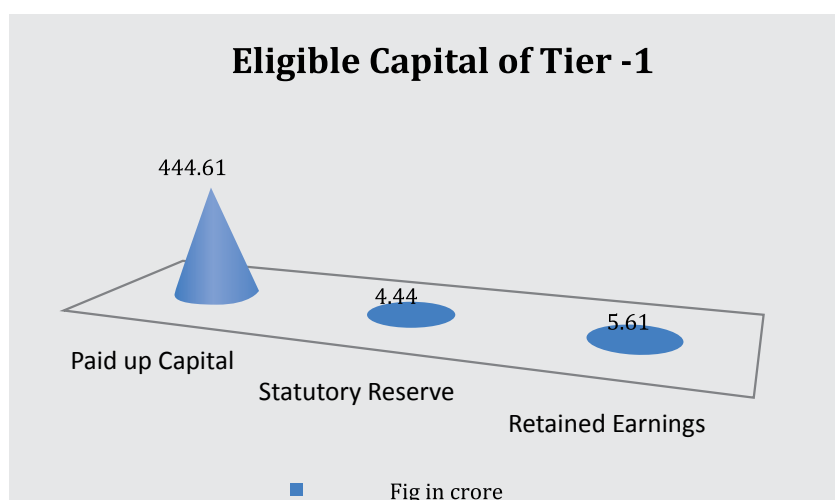 Eligible Capital of Tier -1
444.61
4.44
5.61
Paid up Capital
Statutory Reserve
Retained Earnings
Fig in crore